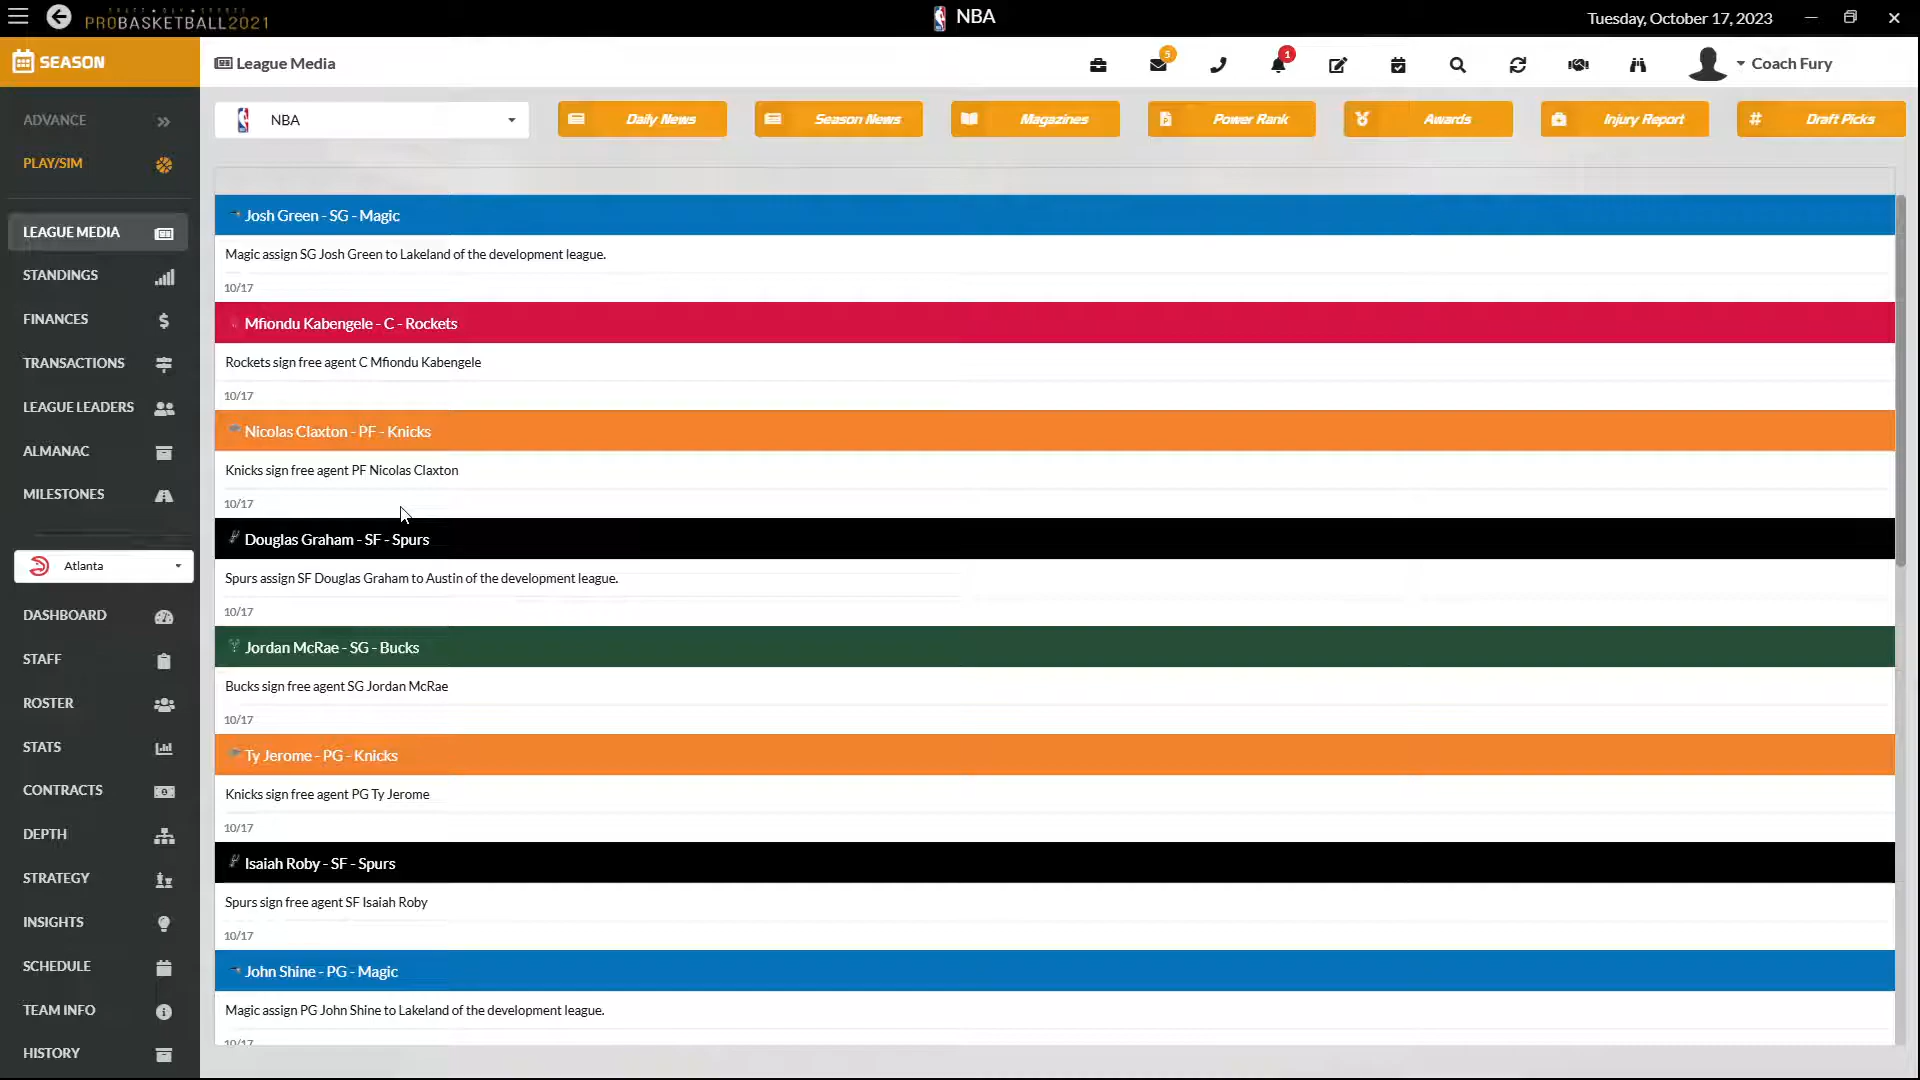 DRAFT DAY SPORTS
PROBASKETBALL2021
NBA
Tuesday, October 17, 2023
SEASON
League Media
5
1
Coach Fury
ADVANCE
PLAY/SIM
LEAGUE MEDIA
STANDINGS
FINANCES
TRANSACTIONS
LEAGUE LEADERS
ALMANAC
MILESTONES
Atlanta
DASHBOARD
STAFF
ROSTER
STATS
CONTRACTS
DEPTH
STRATEGY
INSIGHTS
SCHEDULE
TEAM INFO
HISTORY
NBA
Daily News
Season News
Magazines
Power Rank
Awards
Injury Report
Draft Picks
Josh Green - SG - Magic
Magic assign SG Josh Green to Lakeland of the development league.
10/17
Mfiondu Kabengele - C - Rockets
Rockets sign free agent C Mfiondu Kabengele
10/17
Nicolas Claxton - PF - Knicks
Knicks sign free agent PF Nicolas Claxton
10/17
Douglas Graham - SF - Spurs
Spurs assign SF Douglas Graham to Austin of the development league.
10/17
Jordan McRae - SG - Bucks
Bucks sign free agent SG Jordan McRae
10/17
Ty Jerome - PG - Knicks
Knicks sign free agent PG Ty Jerome
10/17
Isaiah Roby - SF - Spurs
Spurs sign free agent SF Isaiah Roby
10/17
John Shine - PG - Magic
Magic assign PG John Shine to Lakeland of the development league.
10/17